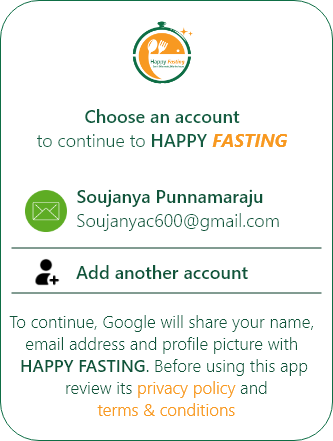 Happy Fasting
Choose an account
to continue to HAPPY FASTING
Soujanya Punnamaraju
Soujanyac600@gmail.com
Add another account
To continue, Google will share your name,
email address and profile picture with
HAPPY FASTING. Before using this app
review its privacy policy and
terms & conditions